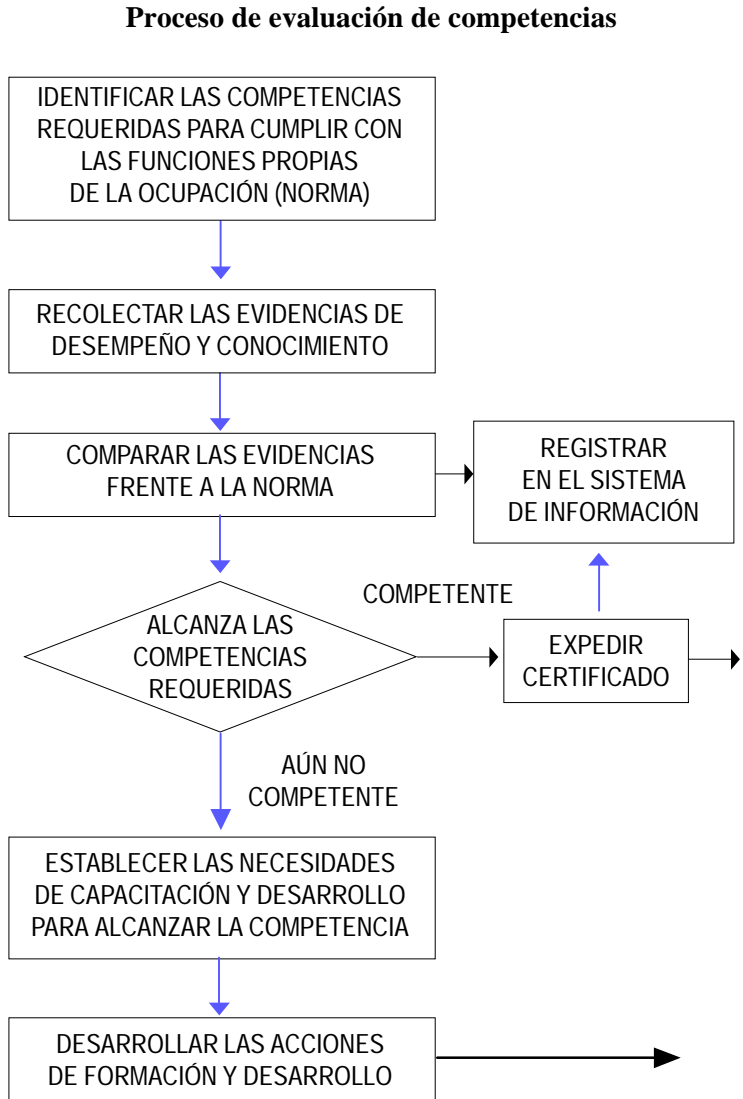 Proceso de evaluación de competencias
IDENTIFICAR LAS COMPETENCIAS
REQUERIDAS PARA CUMPLIR CON
LAS FUNCIONES PROPIAS
DE LA OCUPACIÓN (NORMA)
RECOLECTAR LAS EVIDENCIAS DE
DESEMPEÑO Y CONOCIMIENTO
COMPARAR LAS EVIDENCIAS
FRENTE A LA NORMA
REGISTRAR
EN EL SISTEMA
DE INFORMACIÓN
ALCANZA LAS
COMPETENCIAS
REQUERIDAS
COMPETENTE
EXPEDIR
CERTIFICADO
AÚN NO
COMPETENTE
ESTABLECER LAS NECESIDADES
DE CAPACITACIÓN Y DESARROLLO
PARA ALCANZAR LA COMPETENCIA
DESARROLLAR LAS ACCIONES
DE FORMACIÓN Y DESARROLLO